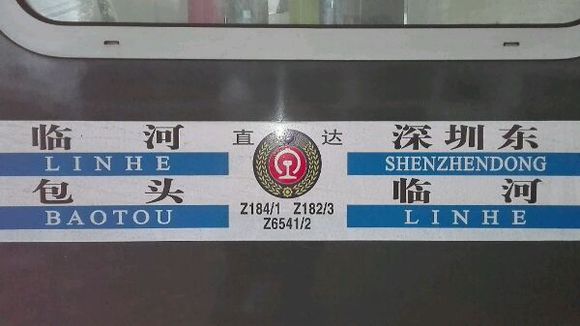 临河 直达 深圳东
LINHE SHENZHENDONG
包头 临河
BAOTOU Z184/1 Z182/3 LINHE
Z6541/2